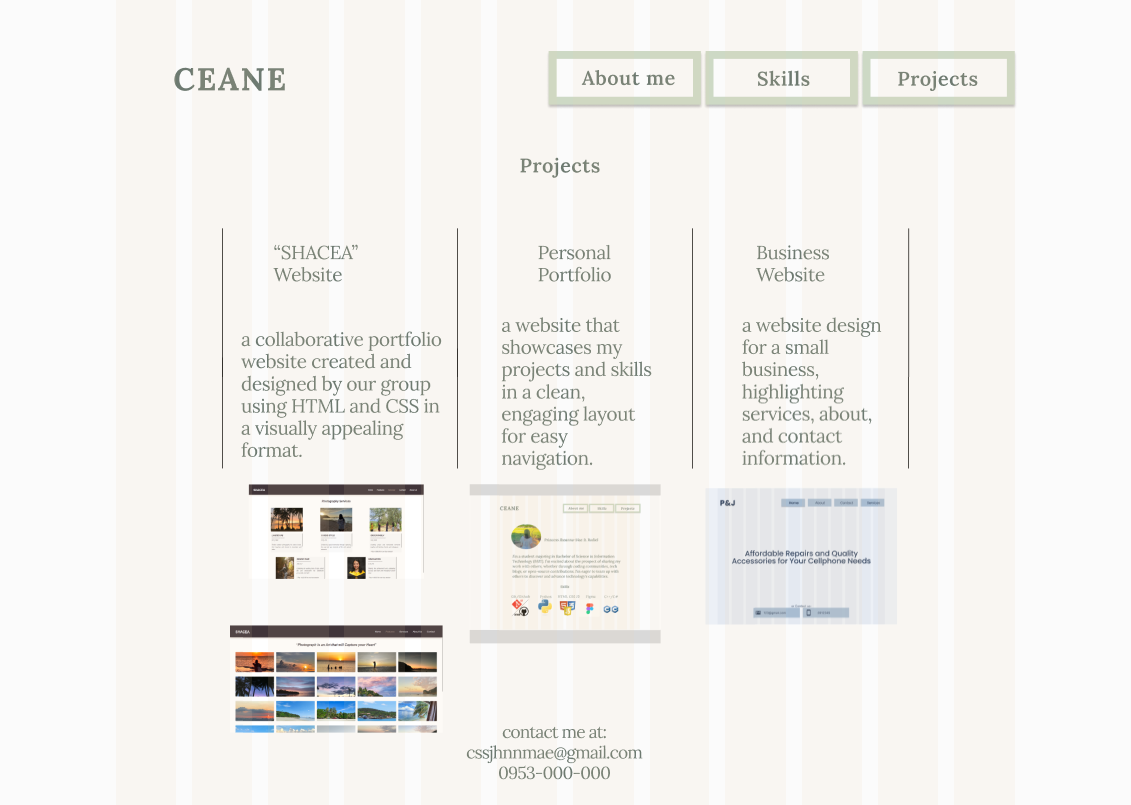 CEANE
About me
Skills
Projects
Projects
“SHACEA”
Website
a collaborative portfolio
website created and
designed by our group
using HTML and CSS in
a visually appealing
format.
Personal
Portfolio
a website that
showcases my
projects and skills
in a clean,
engaging layout
for easy
navigation.
Business
Website
a website design
for a small
business,
highlighting
services, about,
and contact
information.
SHACEA
SHACEA
"Photograph is an Art that will Capture your Heart"
CEANE
About me
Skills
Projects
P&J
Home
About
Contact
Services
Affordable Repairs and Quality
Accessories for Your Cellphone Needs
contact me at:
cssjhnnmae@gmail.com
0953-000-000